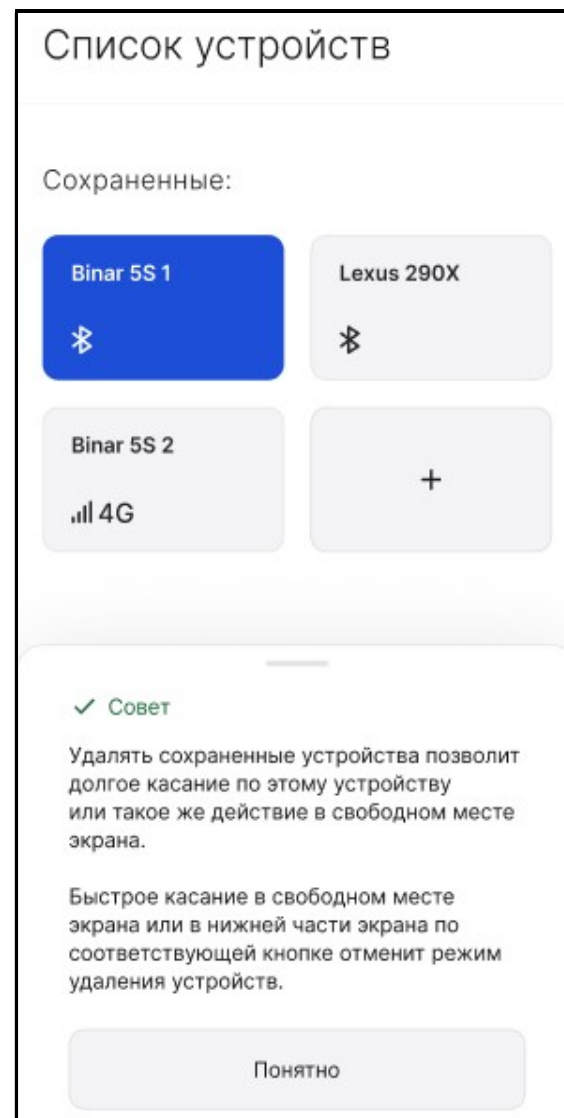 Список устройств
Сохраненные:
Binar 5S 1
Lexus 290X
Binar 5S 2
4G
+
Совет
Удалять сохраненные устройства позволит
долгое касание по этому устройству
или такое же действие в свободном месте
экрана.
Быстрое касание в свободном месте
экрана или в нижней части экрана по
соответствующей кнопке отменит режим
удаления устройств.
Понятно